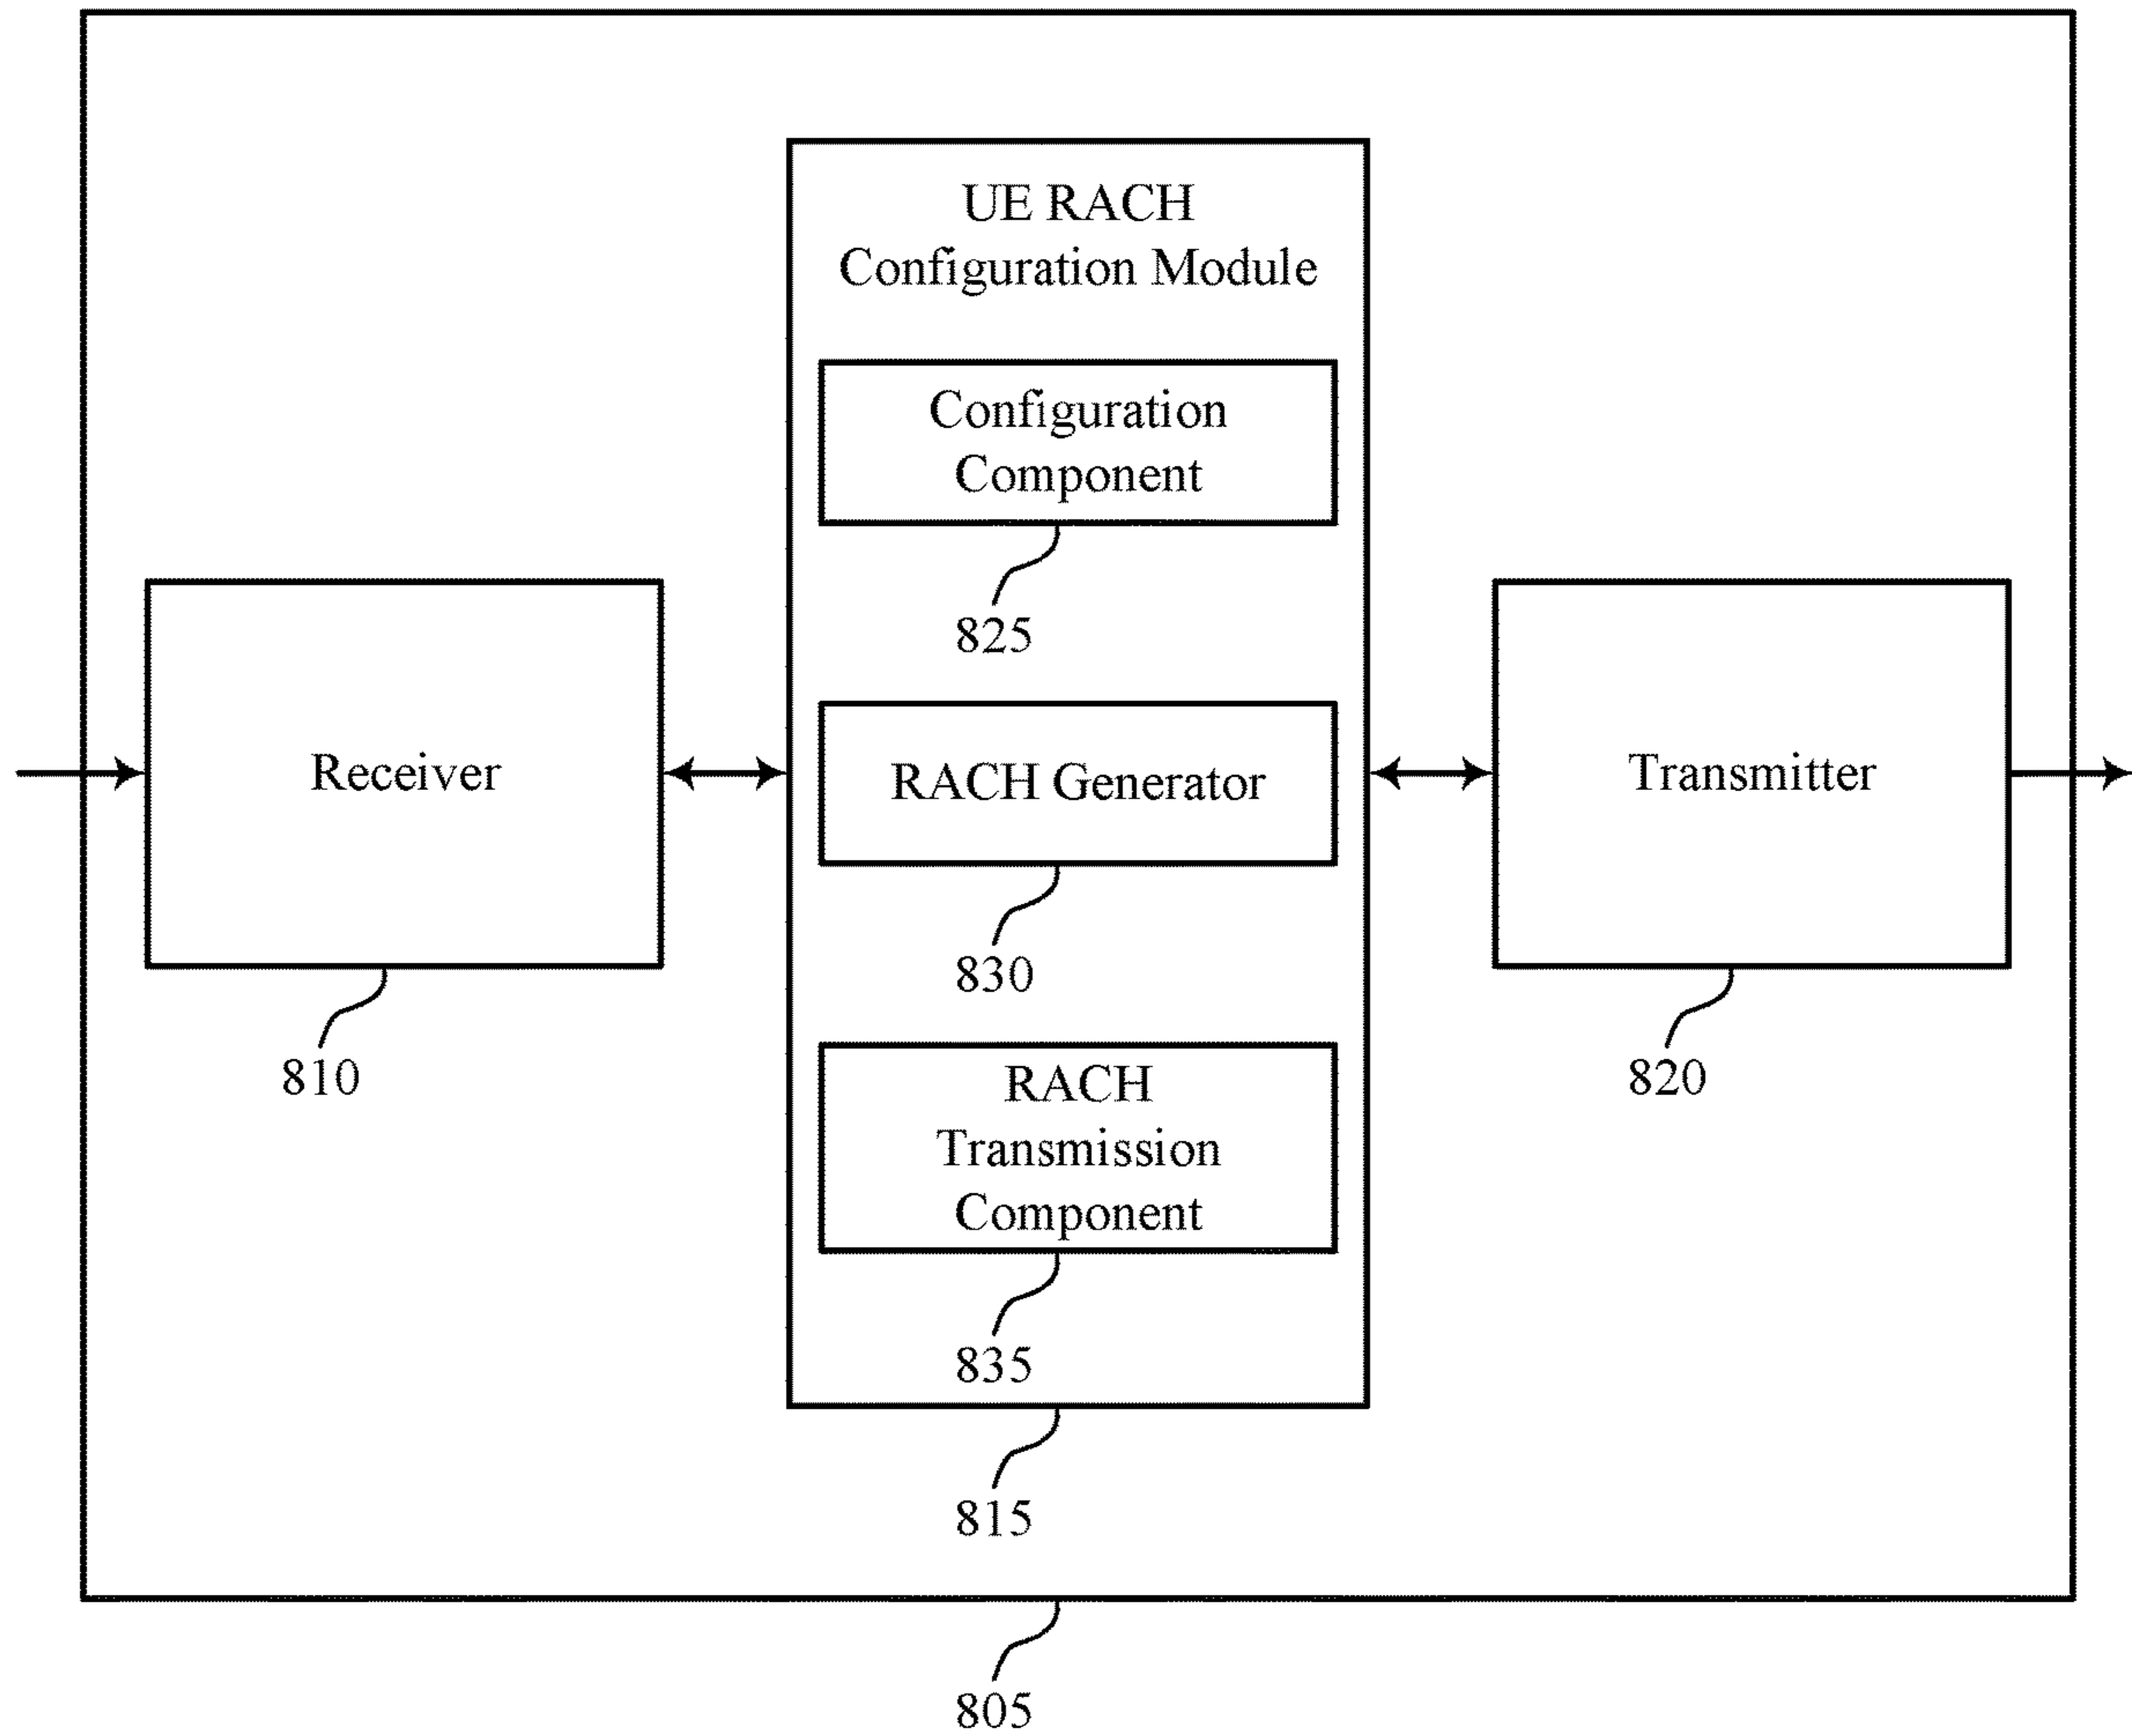 UE RACH
Configuration Module
Configuration
Component
825
Receiver
810
RACH Generator
830
Transmitter
820
RACH
Transmission
Component
835
815
805